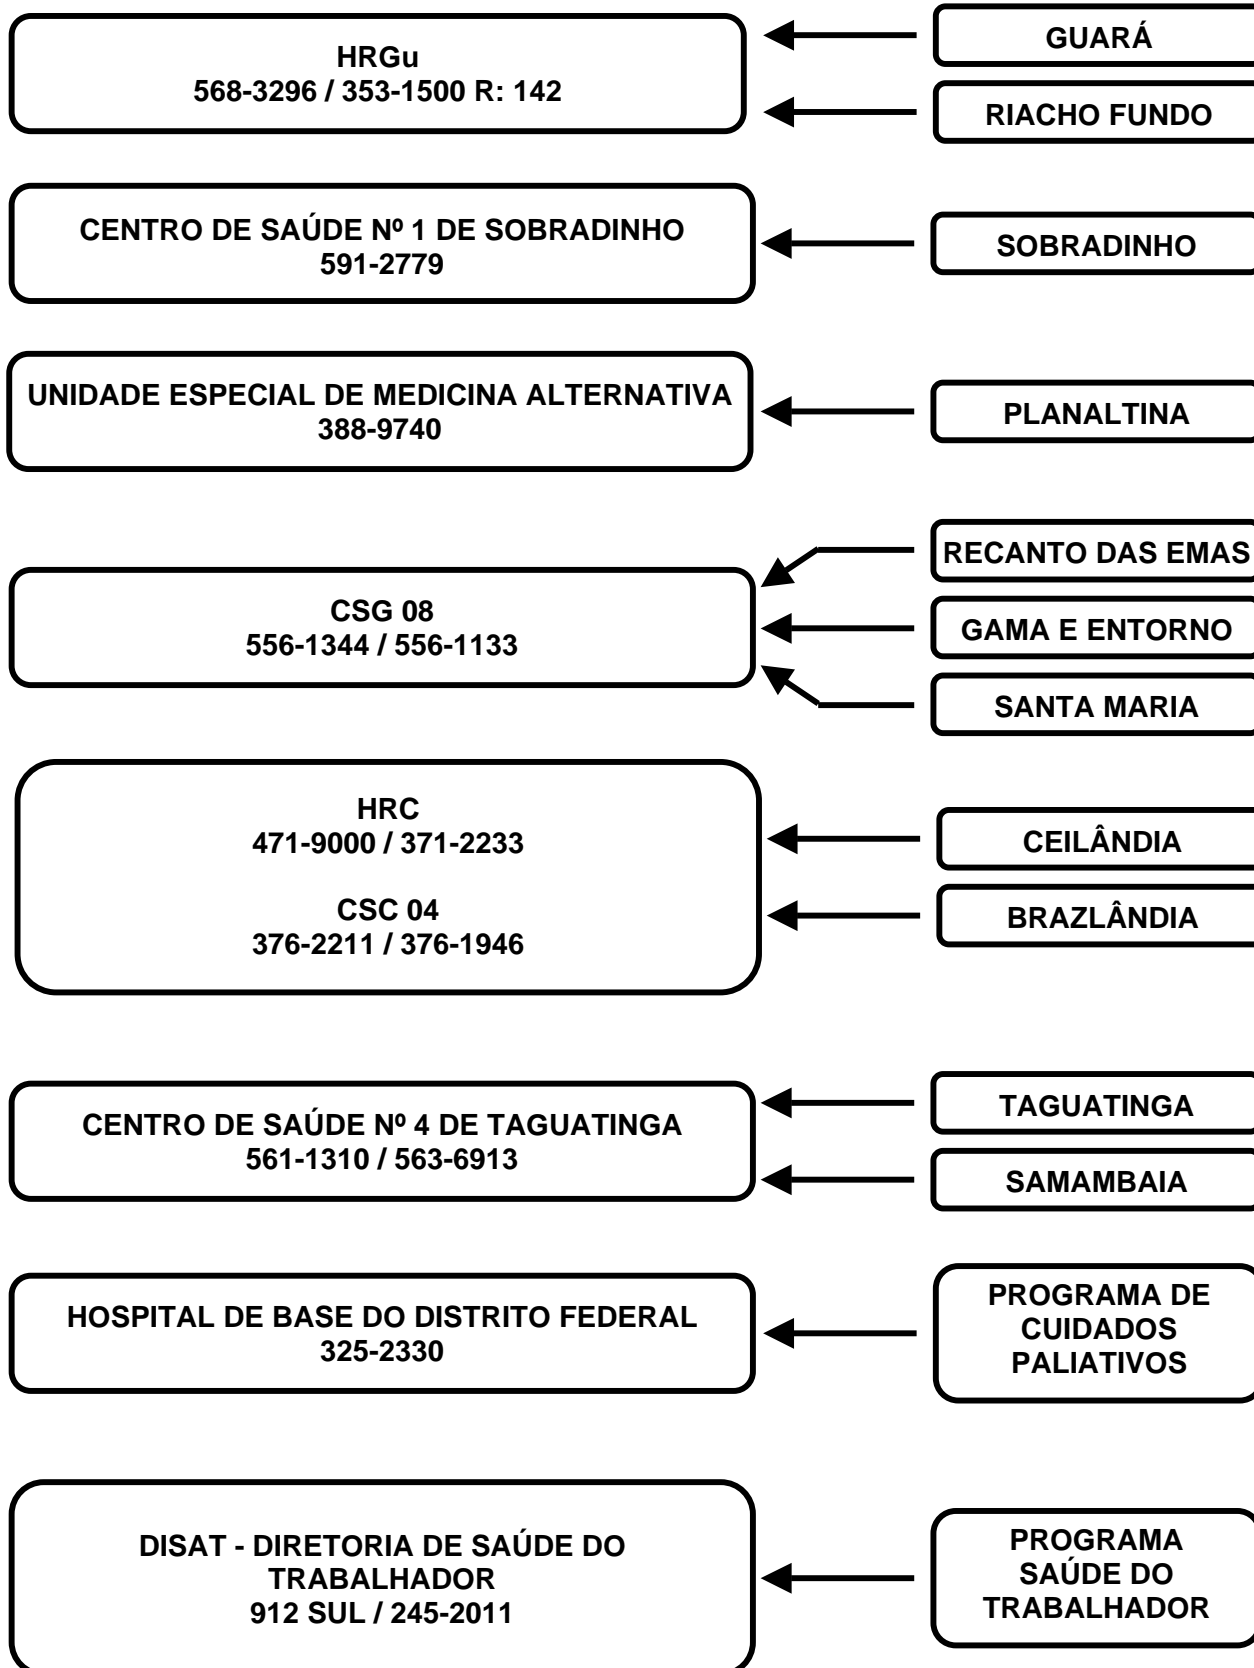 HRGu
568-3296 / 353-1500 R: 142
GUARÁ
RIACHO FUNDO
CENTRO DE SAÚDE Nº 1 DE SOBRADINHO
591-2779
SOBRADINHO
UNIDADE ESPECIAL DE MEDICINA ALTERNATIVA
388-9740
PLANALTINA
CSG 08
556-1344 / 556-1133
RECANTO DAS EMAS
GAMA E ENTORNO
SANTA MARIA
HRC
471-9000 / 371-2233
CSC 04
376-2211 / 376-1946
CEILÂNDIA
BRAZLÂNDIA
CENTRO DE SAÚDE Nº 4 DE TAGUATINGA
561-1310 / 563-6913
TAGUATINGA
SAMAMBAIA
HOSPITAL DE BASE DO DISTRITO FEDERAL
325-2330
PROGRAMA DE
CUIDADOS
PALIATIVOS
DISAT - DIRETORIA DE SAÚDE DO
TRABALHADOR
912 SUL / 245-2011
PROGRAMA
SAÚDE DO
TRABALHADOR